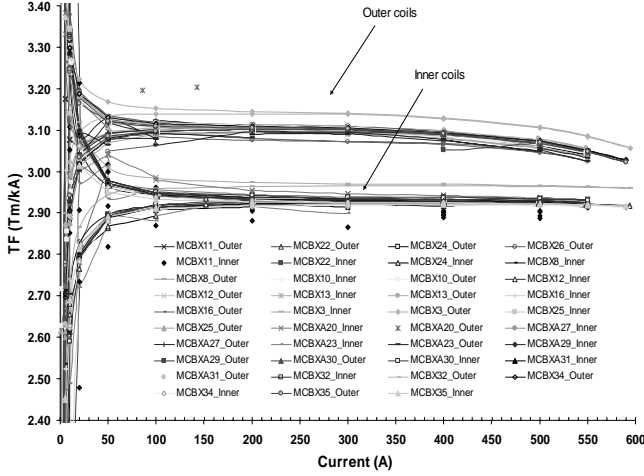 3.40
Outer coils
3.30
3.20
Inner coils
3.10
3.00
TF (Tm/kA)
2.90
2.80
MCBX11_Outer MCBX22_Outer MCBX24_Outer MCBX26_Outer
MCBX11_Inner MCBX22_Inner MCBX24_Inner MCBX8_Inner
MCBX8_Outer MCBX10_Inner MCBX10_Outer MCBX12_Inner
2.70
MCBX12_Outer MCBX13_Inner MCBX13_Outer MCBX16_Inner
MCBX16_Outer MCBX3_Inner MCBX3_Outer MCBX25_Inner
MCBX25_Outer MCBXA20_Inner MCBXA20_Outer MCBXA27_Inner
2.60
MCBXA27_Outer MCBXA23_Inner MCBXA23_Outer MCBXA29_Inner
MCBXA29_Outer MCBXA30_Outer MCBXA30_Inner MCBXA31_Inner
MCBXA31_Outer MCBX32_Inner MCBX32_Outer MCBX34_Outer
2.50
MCBX34_Inner MCBX35_Outer MCBX35_Inner
2.40
0 50 100 150 200 250 300 350 400 450 500 550 600
Current (A)